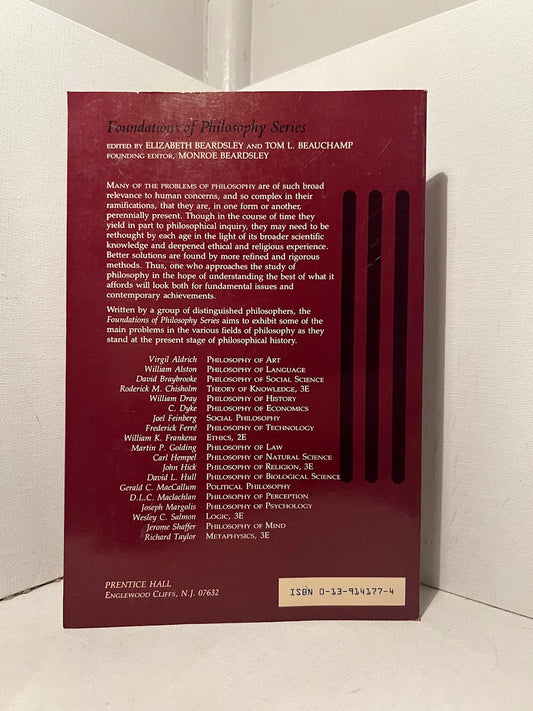 Foundations of Philosophy Series
EDITED BY ELIZABETH BEARDSLEY AND TOM L. BEAUCHAMP
FOUNDING EDITOR, MONROE BEARDSLEY
MANY OF THE PROBLEMS OF PHILOSOPHY are of such broad
relevance to human concerns, and so complex in their
ramifications, that they are, in one form or another,
perennially present. Though in the course of time they
yield in part to philosophical inquiry, they may need to be
rethought by each age in the light of its broader scientific
knowledge and deepened ethical and religious experience.
Better solutions are found by more refined and rigorous
methods. Thus, one who approaches the study of
philosophy in the hope of understanding the best of what it
affords will look both for fundamental issues and
contemporary achievements.
Written by a group of distinguished philosophers, the
Foundations of Philosophy Series aims to exhibit some of the
main problems in the various fields of philosophy as they
stand at the present stage of philosophical history.
Virgil Aldrich PHILOSOPHY OF ART
William Alston PHILOSOPHY OF LANGUAGE
David Braybrooke PHILOSOPHY OF SOCIAL SCIENCE
Roderick M. Chisholm THEORY OF KNOWLEDGE, 3E
William Dray PHILOSOPHY OF HISTORY
C. Dyke PHILOSOPHY OF ECONOMICS
Joel Feinberg SOCIAL PHILOSOPHY
Frederick Ferré PHILOSOPHY OF TECHNOLOGY
William K. Frankena ETHICS, 2E
Martin P. Golding PHILOSOPHY OF LAW
Carl Hempel PHILOSOPHY OF NATURAL SCIENCE
John Hick PHILOSOPHY OF RELIGION, 3E
David L. Hull PHILOSOPHY OF BIOLOGICAL SCIENCE
Gerald C. MacCallum POLITICAL PHILOSOPHY
D.L.C. Maclachlan PHILOSOPHY OF PERCEPTION
Joseph Margolis PHILOSOPHY OF PSYCHOLOGY
Wesley C. Salmon LOGIC, 3E
Jerome Shaffer PHILOSOPHY OF MIND
Richard Taylor METAPHYSICS, 3E
PRENTICE HALL
ENGLEWOOD CLIFFS, N.J. 07632
ISBN 0-13-914177-4